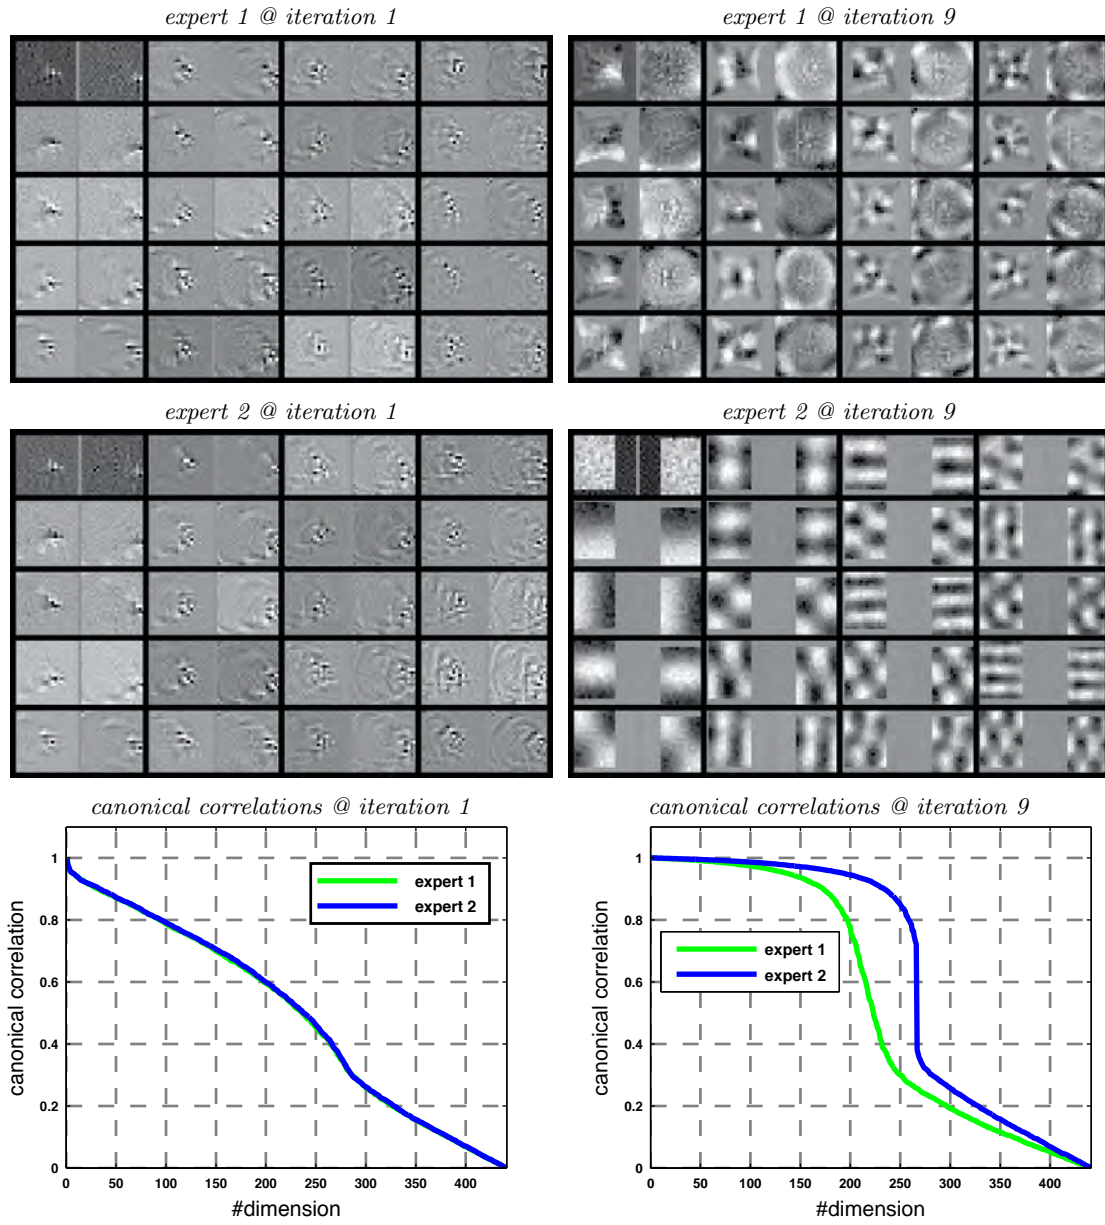 expert 1 @ iteration 1
expert 1 @ iteration 9
expert 2 @ iteration 1
expert 2 @ iteration 9
canonical correlations @ iteration 1
canonical correlations @ iteration 9
canonical correlation
1
0.8
0.6
0.4
0.2
0
expert 1
expert 2
0 50 100 150 200 250 300 350 400
#dimension
canonical correlation
1
0.8
0.6
0.4
0.2
0
expert 1
expert 2
0 50 100 150 200 250 300 350 400
#dimension